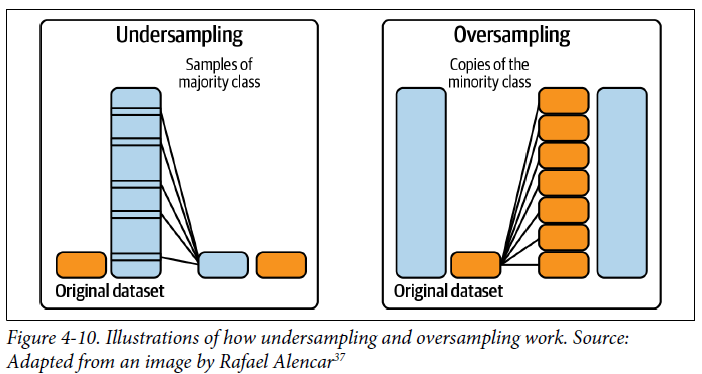 Undersampling
Samples of
majority class
Original dataset
Oversampling
Copies of the
minority class
Original dataset
Figure 4-10. Illustrations of how undersampling and oversampling work. Source:
Adapted from an image by Rafael Alencar37